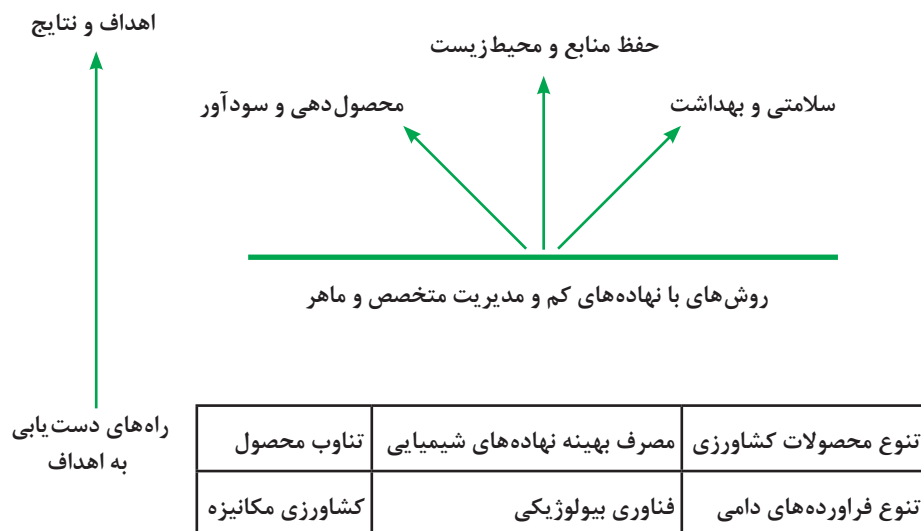 اهداف و نتایج
حفظ منابع و محیط‌زیست
محصول‌دهی و سودآور
سلامتی و بهداشت
روش‌های با نهاده‌های کم و مدیریت متخصص و ماهر
راه‌های دست‌یابی
به اهداف
تنوع محصولات کشاورزی مصرف بهینه نهاده‌های شیمیایی تناوب محصول
تنوع فراورده‌های دامی فناوری بیولوژیکی کشاورزی مکانیزه